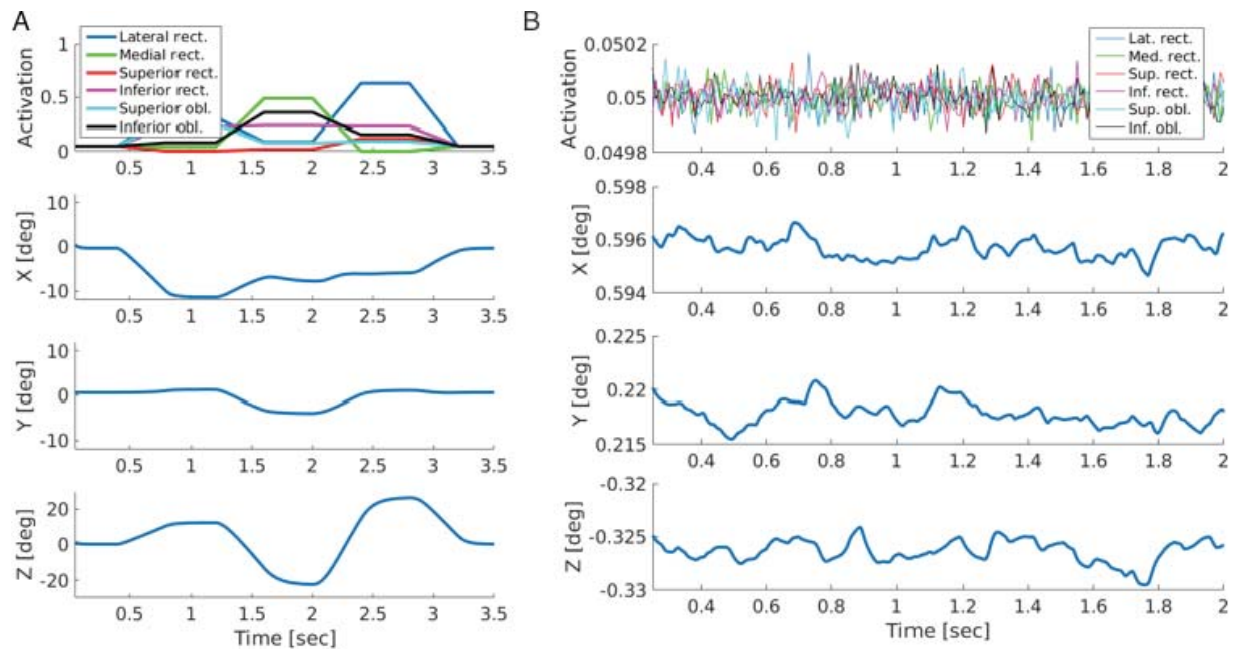 A
Activation
1
0.5
0
Lateral rect.
Medial rect.
Superior rect.
Inferior rect.
Superior obl.
Inferior obl.
0.5 1 1.5 2 2.5 3 3.5
X [deg]
10
0
-10
0.5 1 1.5 2 2.5 3 3.5
Y [deg]
10
0
-10
0.5 1 1.5 2 2.5 3 3.5
Z [deg]
20
0
-20
0.5 1 1.5 2 2.5 3 3.5
Time [sec]
B
Activation
0.0502
0.05
0.0498
Lat. rect.
Med. rect.
Sup. rect.
Inf. rect.
Sup. obl.
Inf. obl.
0.4 0.6 0.8 1 1.2 1.4 1.6 1.8 2
X [deg]
0.598
0.596
0.594
0.4 0.6 0.8 1 1.2 1.4 1.6 1.8 2
Y [deg]
0.225
0.22
0.215
0.4 0.6 0.8 1 1.2 1.4 1.6 1.8 2
Z [deg]
-0.32
-0.325
-0.33
0.4 0.6 0.8 1 1.2 1.4 1.6 1.8 2
Time [sec]